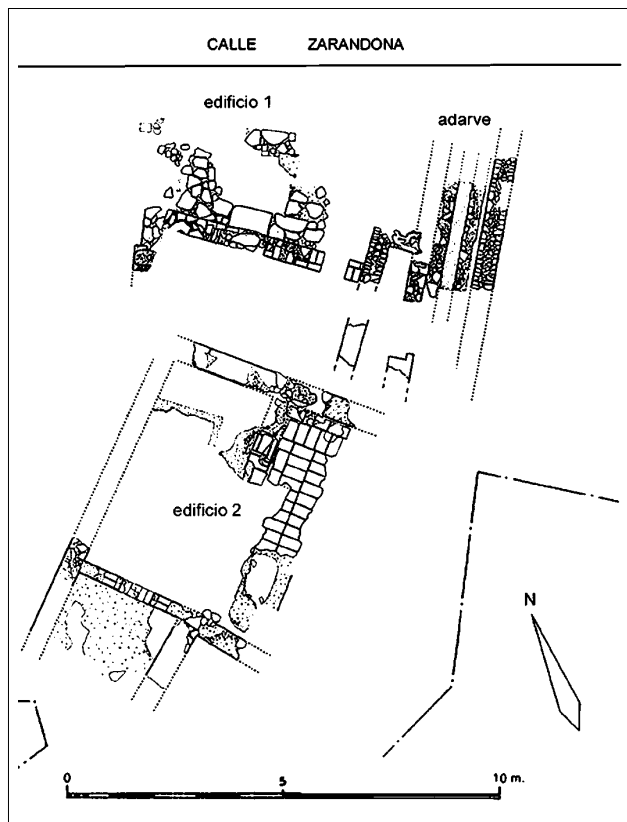 CALLE ZARANDONA
edificio 1
adarve
edificio 2
N
0 5 10 m.